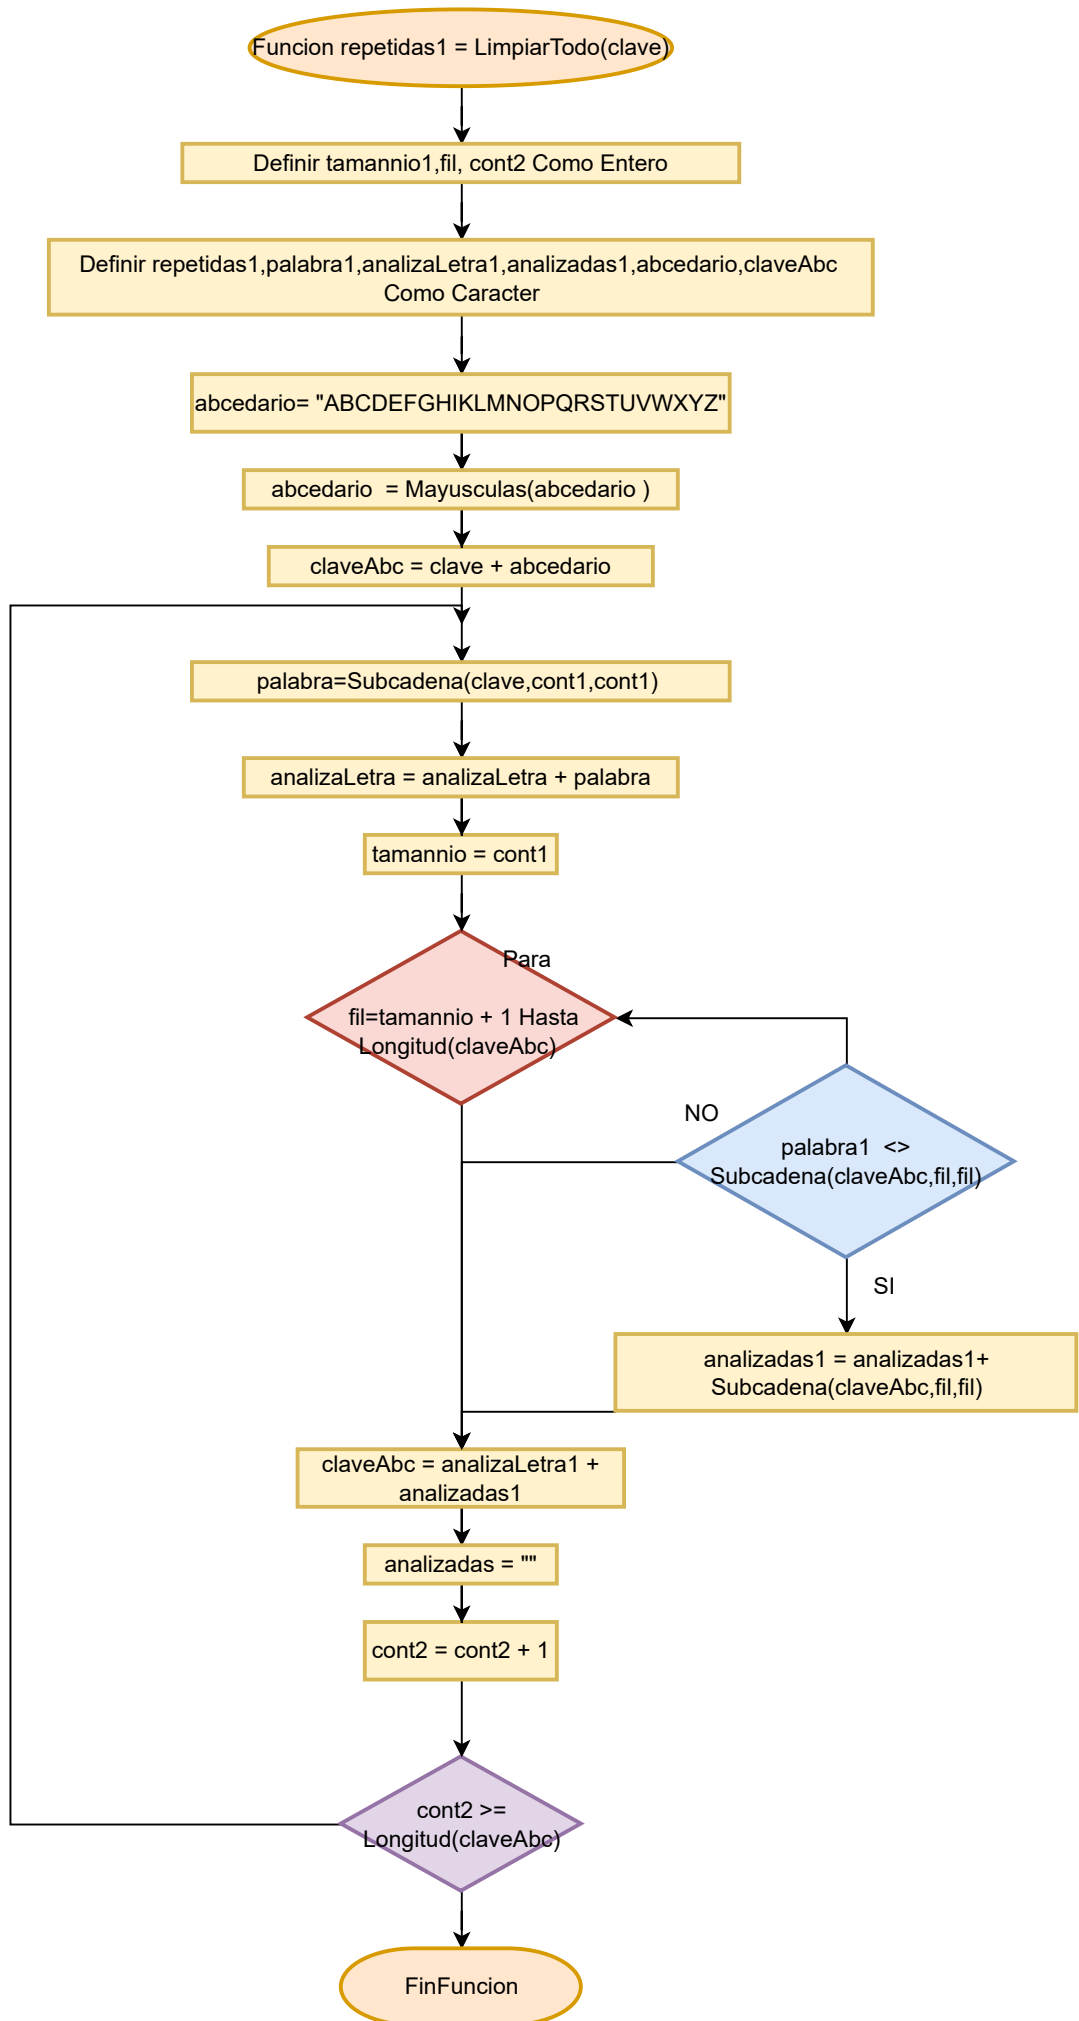 Funcion repetidas1 = LimpiarTodo(clave)
Definir tamannio1,fil, cont2 Como Entero
Definir repetidas1,palabra1,analizaLetra1,analizadas1,abcedario,claveAbc
Como Caracter
abcedario= "ABCDEFGHIKLMNOPQRSTUVWXYZ"
abcedario  = Mayusculas(abcedario )
claveAbc = clave + abcedario
palabra=Subcadena(clave,cont1,cont1)
analizaLetra = analizaLetra + palabra
tamannio = cont1
Para
fil=tamannio + 1 Hasta
Longitud(claveAbc)
NO
palabra1  <>
Subcadena(claveAbc,fil,fil)
SI
analizadas1 = analizadas1+
Subcadena(claveAbc,fil,fil)
claveAbc = analizaLetra1 +
analizadas1
analizadas = ""
cont2 = cont2 + 1
cont2 >=
Longitud(claveAbc)
FinFuncion